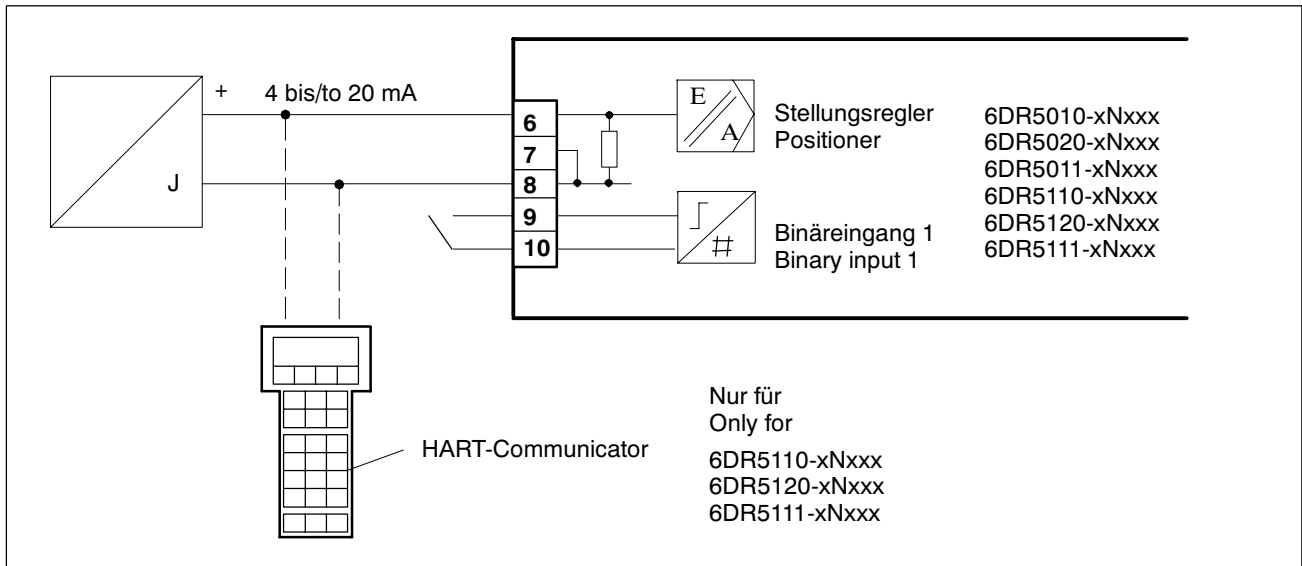 + 4 bis/to 20 mA
J
6
7
8
9
10
E
A
Stellungsregler
Positioner
#
Binäreingang 1
Binary input 1
6DR5010-xNxxx
6DR5020-xNxxx
6DR5011-xNxxx
6DR5110-xNxxx
6DR5120-xNxxx
6DR5111-xNxxx
HART-Communicator
Nur für
Only for
6DR5110-xNxxx
6DR5120-xNxxx
6DR5111-xNxxx